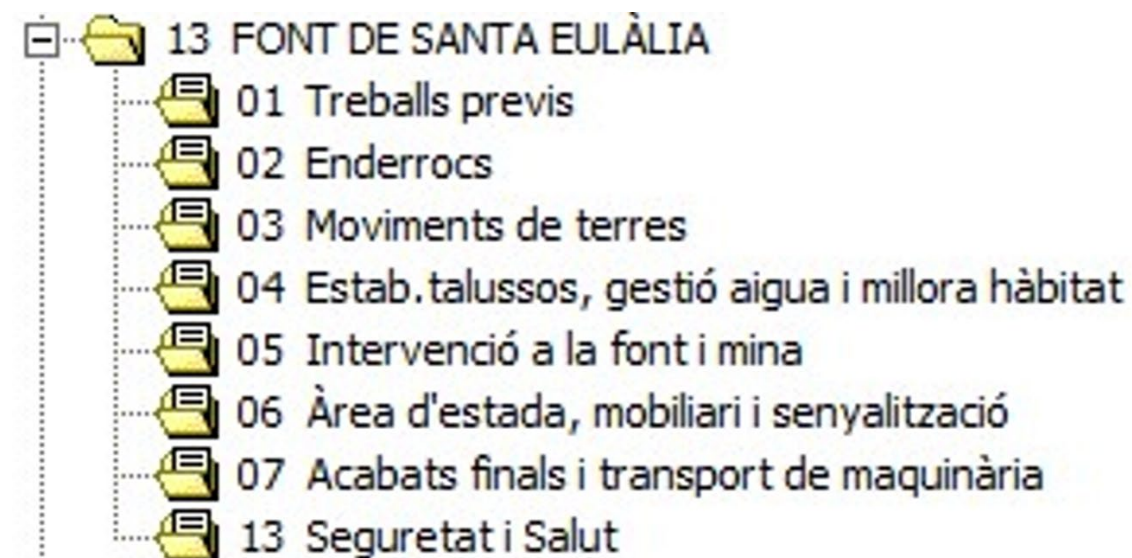 13 FONT DE SANTA EULÀLIA
01 Treballs previs
02 Enderrocs
03 Moviments de terres
04 Estab.talussos, gestió aigua i millora hàbitat
05 Intervenció a la font i mina
06 Àrea d'estada, mobiliari i senyalització
07 Acabats finals i transport de maquinària
13 Seguretat i Salut